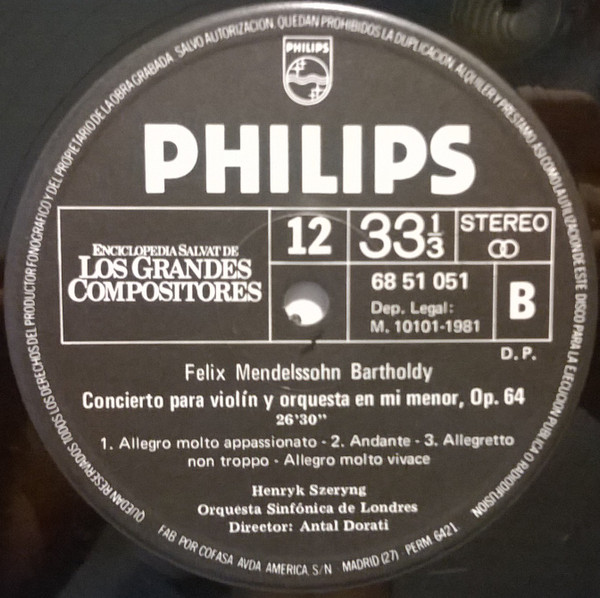 QUEDAN RESERVADOS TODOS LOS DERECHOS DEL PRODUCTOR FONOGRAFICO Y DEL PROPIETARIO DE LA OBRA GRABADA. SALVO AUTORIZACION, QUEDAN PROHIBIDOS LA DUPLICACION, ALQUILER Y PRESTAMO, ASI COMO LA UTILIZACION DE ESTE DISCO PARA LA EJECUCION PUBLICA O RADIODIFUSION
PHILIPS
PHILIPS
ENCICLOPEDIA SALVAT DE
LOS GRANDES
COMPOSITORES
12
33 1/3
STEREO
68 51 051
Dep. Legal:
M. 10101-1981
B
D.P.
Felix Mendelssohn Bartholdy
Concierto para violín y orquesta en mi menor, Op. 64
26'30"
1. Allegro molto appassionato - 2. Andante - 3. Allegretto
non troppo - Allegro molto vivace
Henryk Szeryng
Orquesta Sinfónica de Londres
Director: Antal Dorati
FAB POR COFASA AVDA AMERICA, S/N MADRID (27) PERM 6421